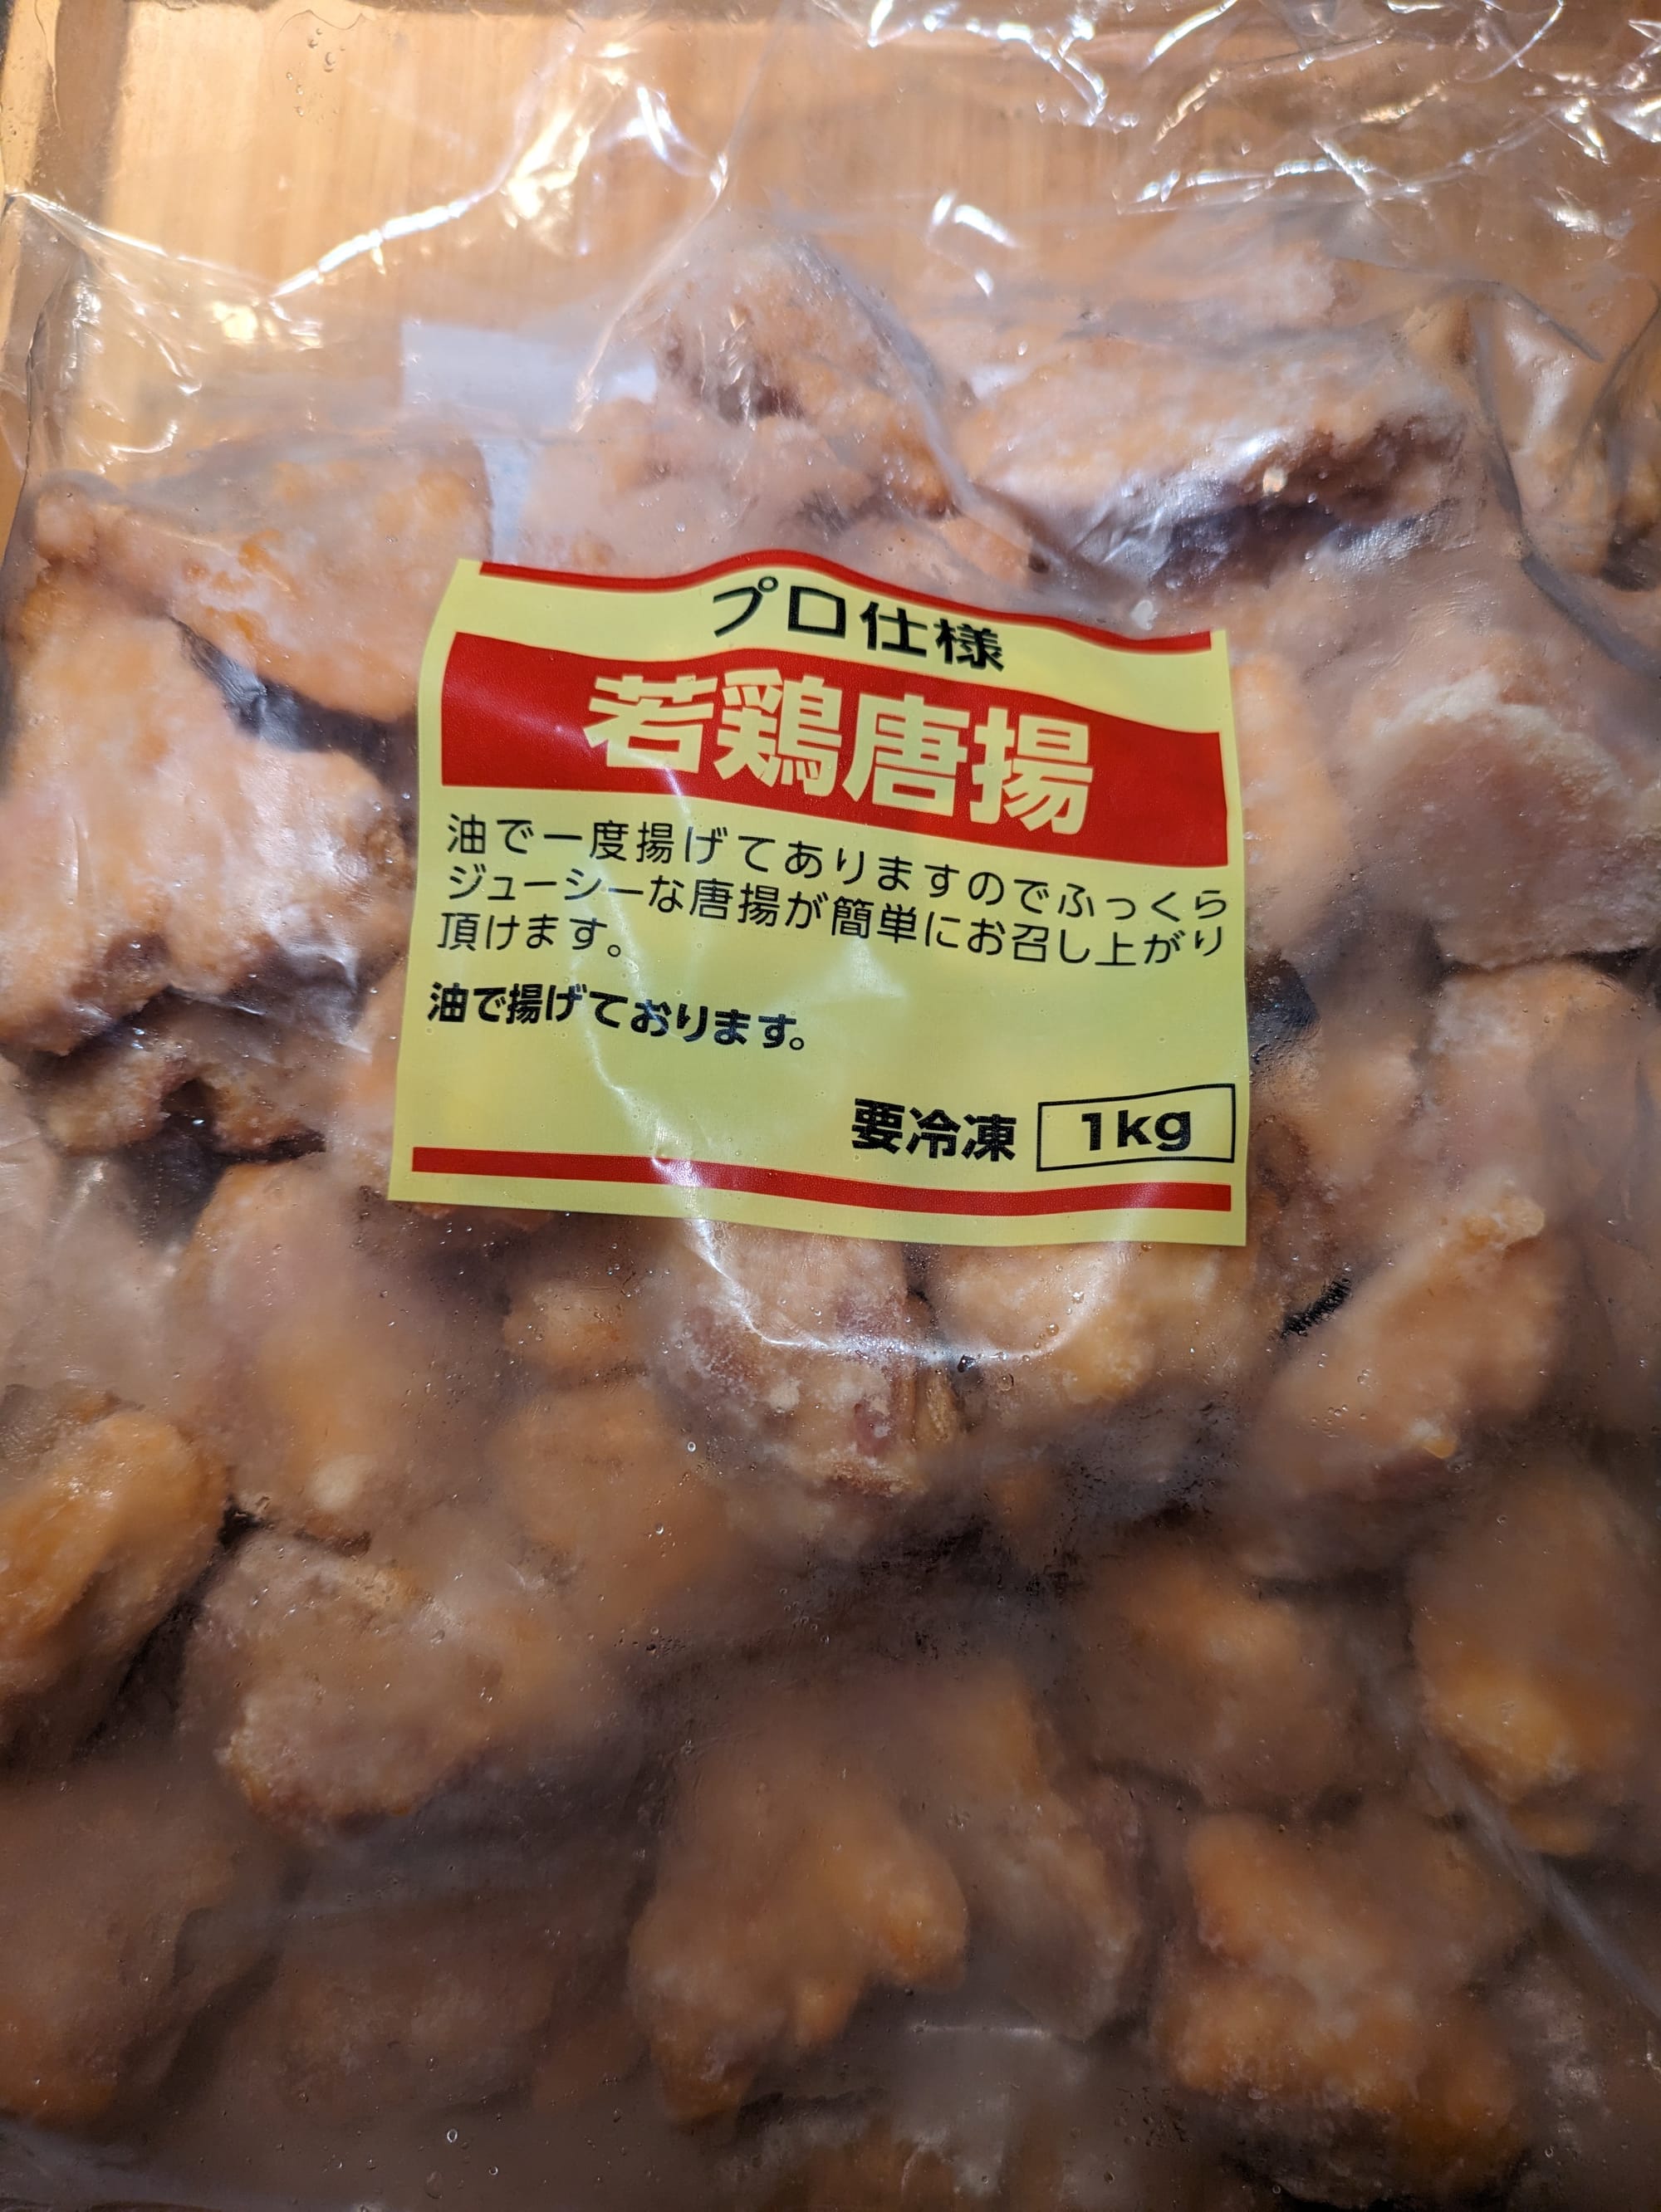 プロ仕様
若鶏唐揚
油で一度揚げてありますのでふっくら
ジューシーな唐揚が簡単にお召し上がり
頂けます。
油で揚げております。
要冷凍 1kg